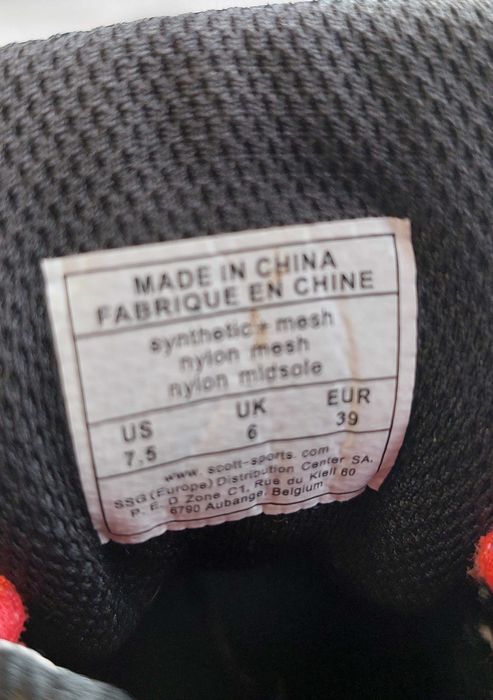 MADE IN CHINA
FABRIQUE EN CHINE
synthetic + mesh
nylon mesh
nylon midsole
US UK EUR
7,5 6 39
www. scott-sports. com
SSG (Europe) Distribution Center SA.
P. E. D Zone C1, Rue du Kiell 60
6790 Aubange, Belgium